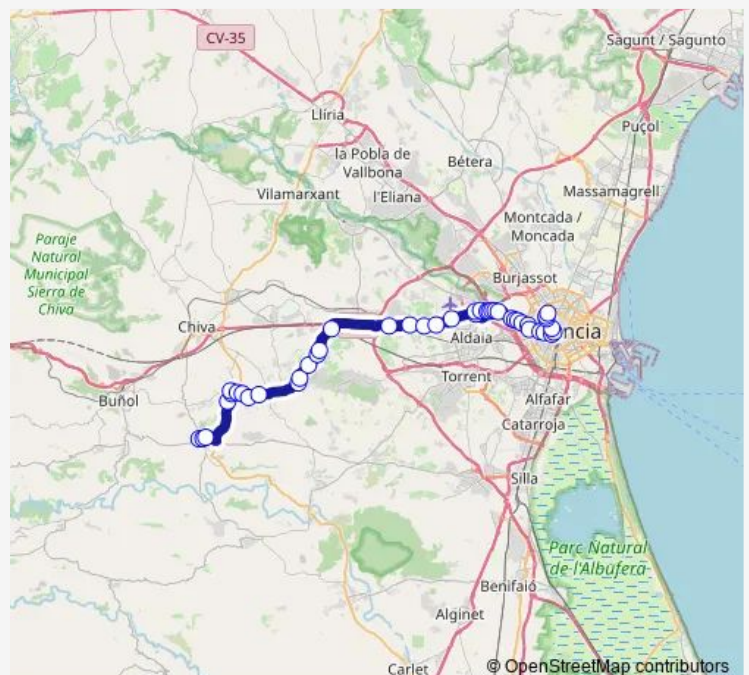 CV-35
Sagunt / Sagunto
Llíria
Puçol
la Pobla de
Vallbona
Bétera
Vilamarxant
l'Eliana
Massamagrell
Montcada /
Moncada
Paraje
Natural
Municipal
Sierra de
Chiva
Burjassot
Chiva
ncia
Aldaia
Torrent
Buñol
Alfafar
Catarroja
Silla
Parc Natural
de l'Albufera
Benifaió
Alginet
Carlet
© OpenStreetMap contributors